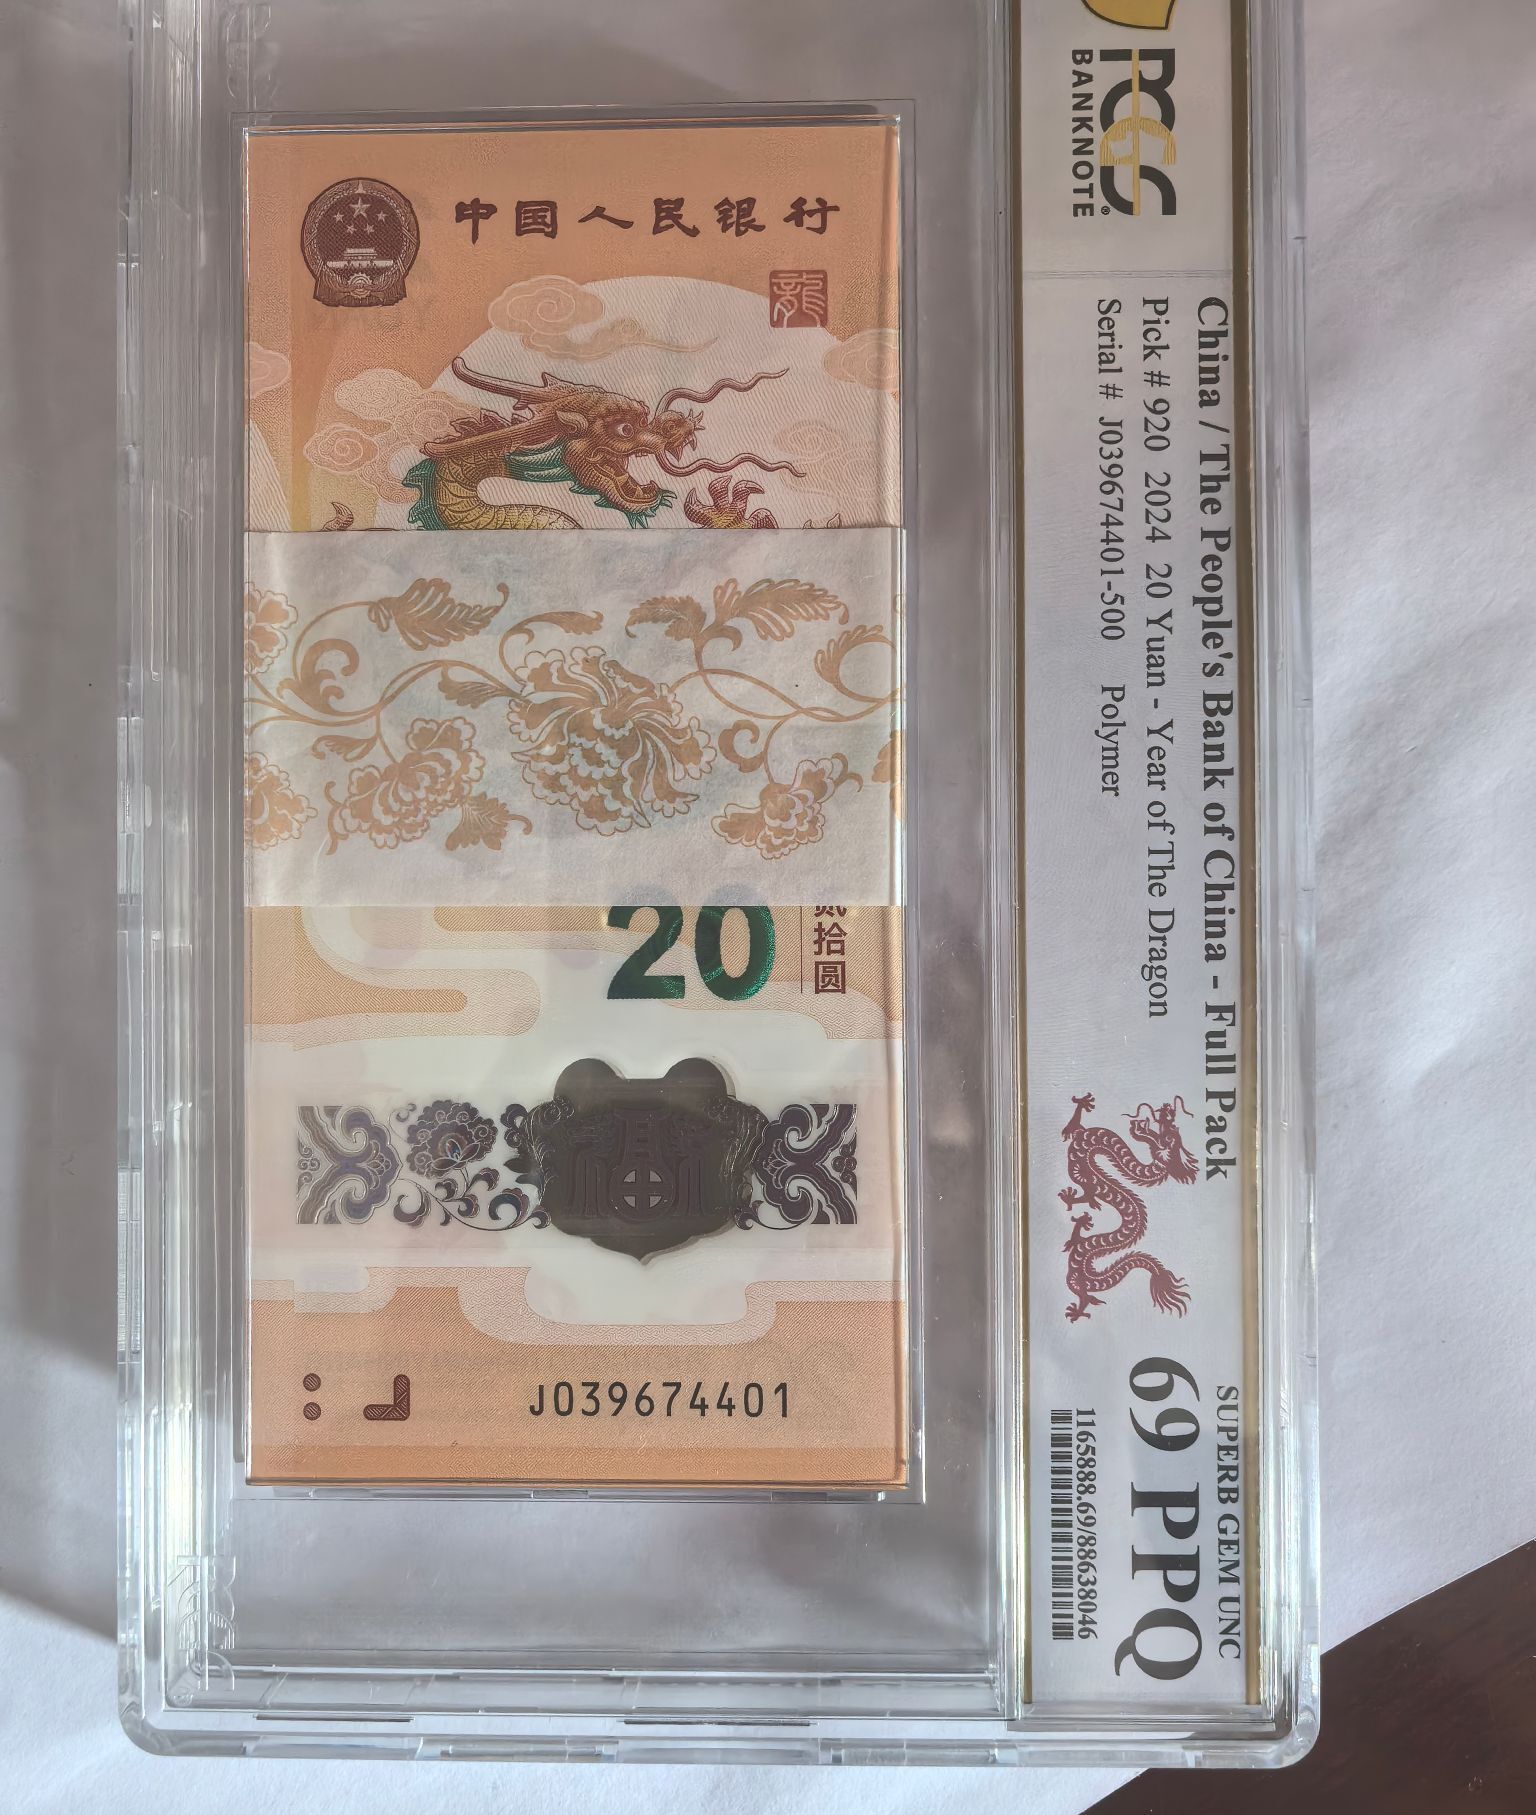 中国人民银行
龍
20
贰拾圆
J039674401
PCGS
BANKNOTE
China / The People's Bank of China - Full Pack
Pick # 920 2024 20 Yuan - Year of The Dragon
Serial # J039674401-500 Polymer
SUPERB GEM UNC
69 PPQ
1165888.69/88638046